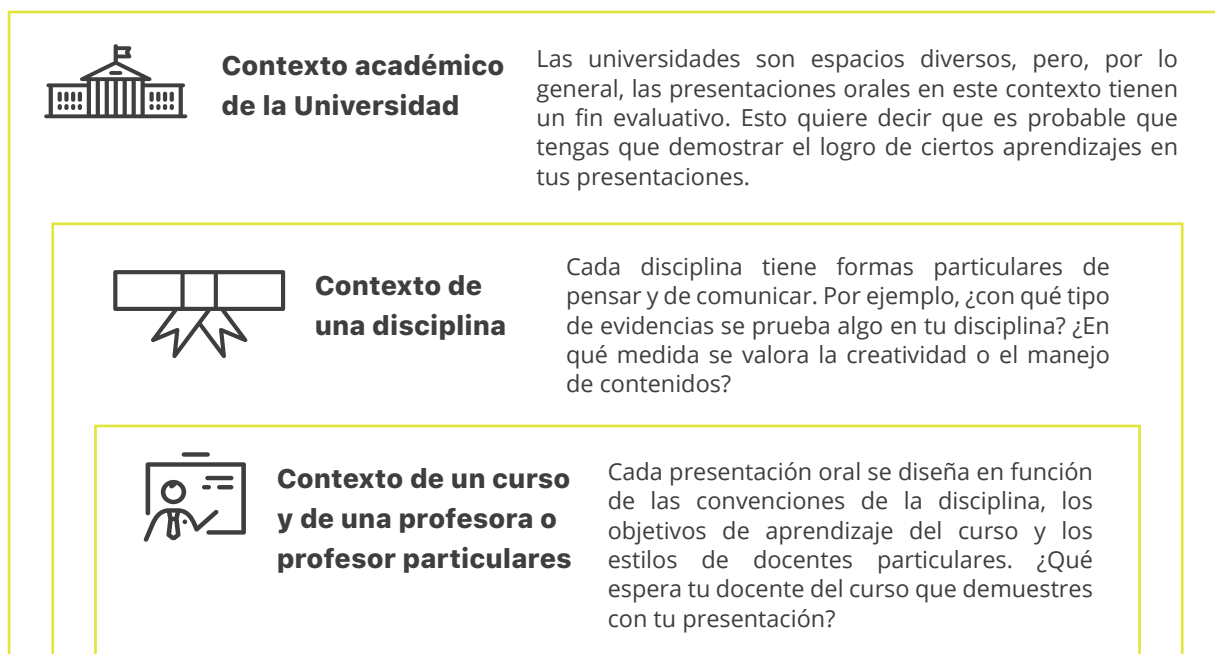 Contexto académico
de la Universidad
Las universidades son espacios diversos, pero, por lo
general, las presentaciones orales en este contexto tienen
un fin evaluativo. Esto quiere decir que es probable que
tengas que demostrar el logro de ciertos aprendizajes en
tus presentaciones.
Contexto de
una disciplina
Cada disciplina tiene formas particulares de
pensar y de comunicar. Por ejemplo, ¿con qué tipo
de evidencias se prueba algo en tu disciplina? ¿En
qué medida se valora la creatividad o el manejo
de contenidos?
Contexto de un curso
y de una profesora o
profesor particulares
Cada presentación oral se diseña en función
de las convenciones de la disciplina, los
objetivos de aprendizaje del curso y los
estilos de docentes particulares. ¿Qué
espera tu docente del curso que demuestres
con tu presentación?